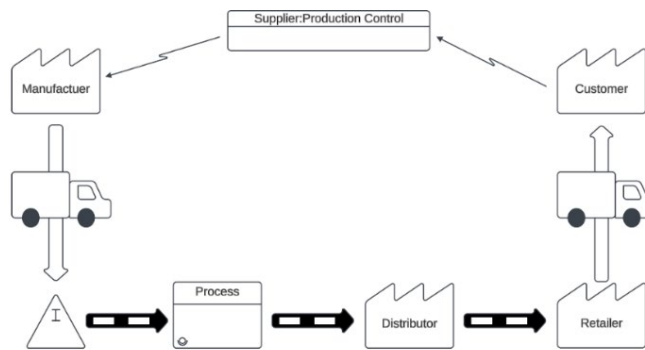 Supplier:Production Control
Manufactuer
Customer
I
Process
Distributor
Retailer